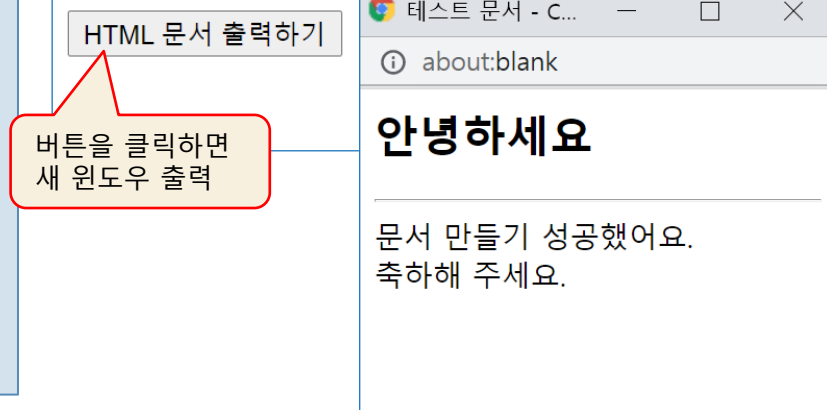 HTML 문서 출력하기
버튼을 클릭하면
새 윈도우 출력
테스트 문서 - C...
about:blank
안녕하세요
문서 만들기 성공했어요.
축하해 주세요.